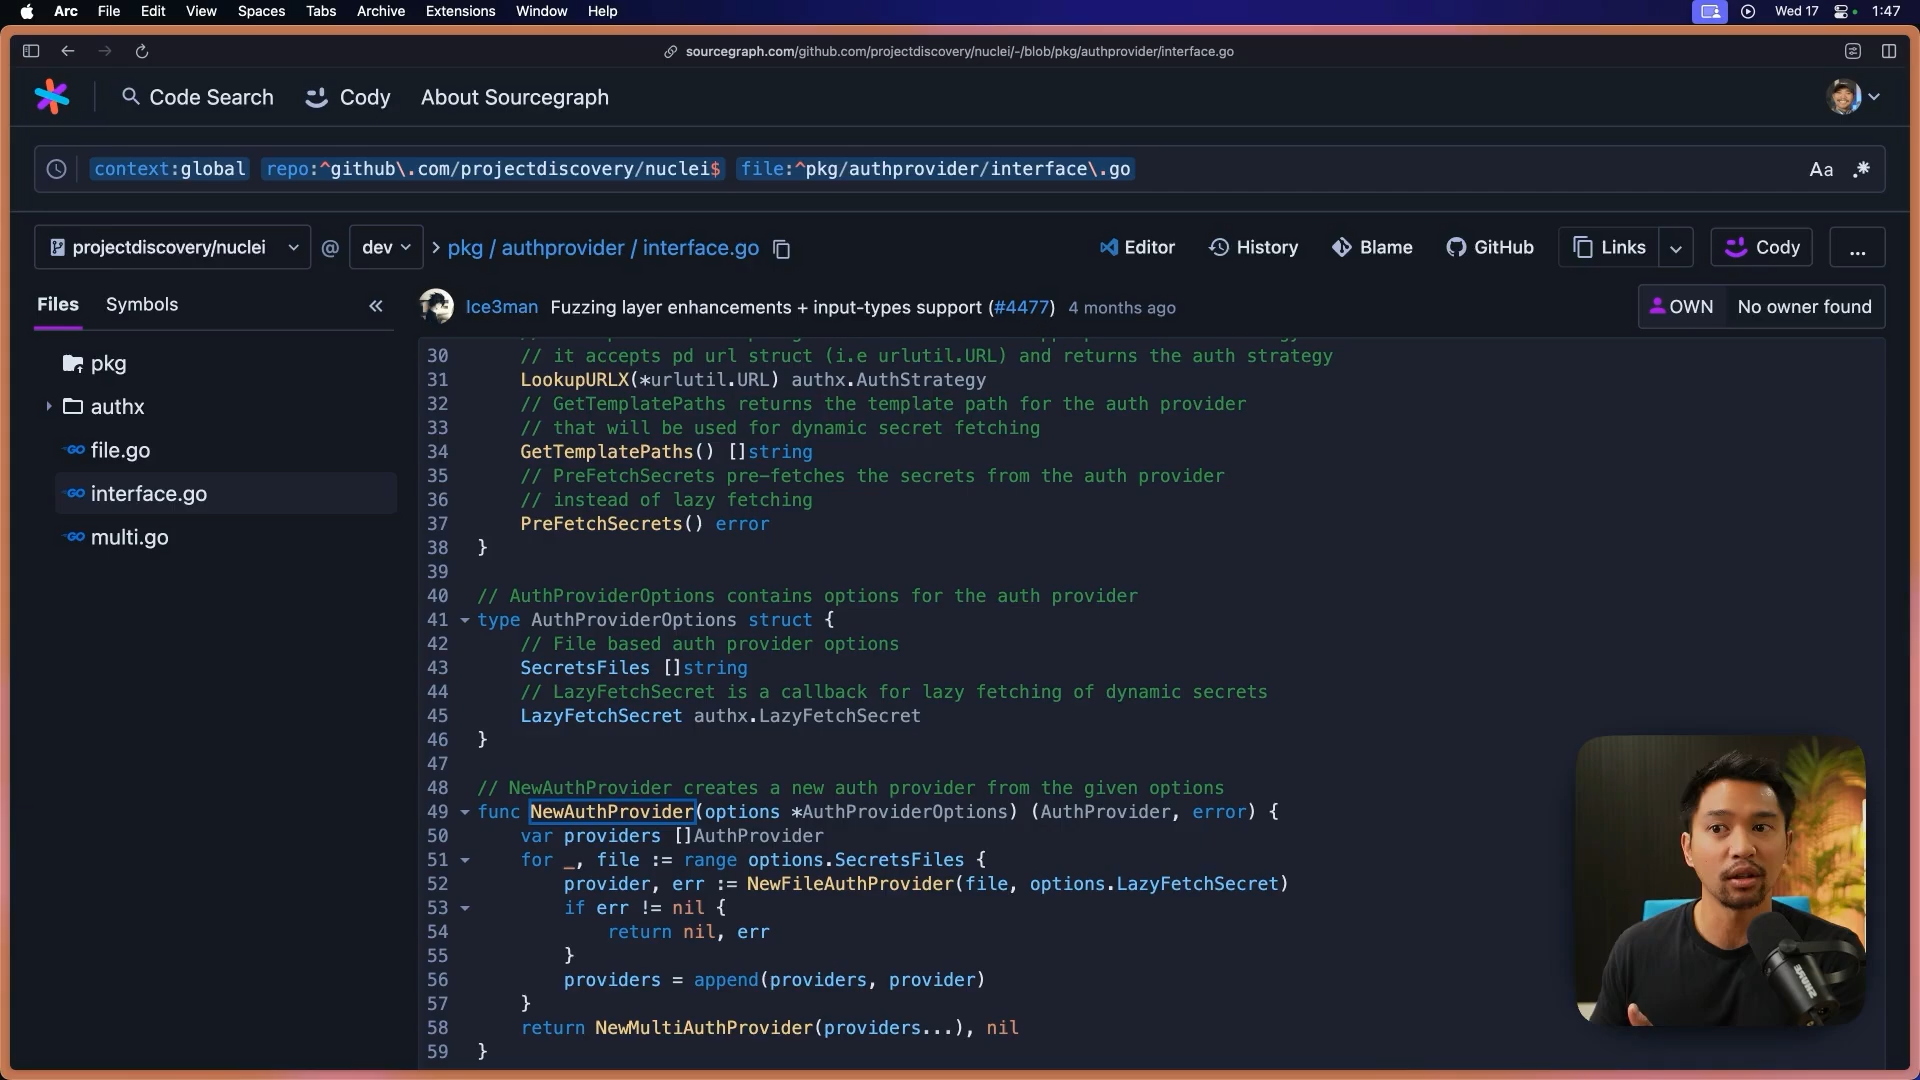 Arc File Edit View Spaces Tabs Archive Extensions Window Help Wed 17 1:47
sourcegraph.com/github.com/projectdiscovery/nuclei/-/blob/pkg/authprovider/interface.go
Code Search Cody About Sourcegraph
context:global repo:^github\.com/projectdiscovery/nuclei$ file:^pkg/authprovider/interface\.go Aa .*
projectdiscovery/nuclei @ dev > pkg / authprovider / interface.go Editor History Blame GitHub Links Cody ...
Files Symbols «
Ice3man Fuzzing layer enhancements + input-types support (#4477) 4 months ago OWN No owner found
pkg
authx
file.go
interface.go
multi.go
30 // it accepts pd url struct (i.e urlutil.URL) and returns the auth strategy
31 LookupURLX(*urlutil.URL) authx.AuthStrategy
32 // GetTemplatePaths returns the template path for the auth provider
33 // that will be used for dynamic secret fetching
34 GetTemplatePaths() []string
35 // PreFetchSecrets pre-fetches the secrets from the auth provider
36 // instead of lazy fetching
37 PreFetchSecrets() error
38 }
39
40 // AuthProviderOptions contains options for the auth provider
41 type AuthProviderOptions struct {
42 // File based auth provider options
43 SecretsFiles []string
44 // LazyFetchSecret is a callback for lazy fetching of dynamic secrets
45 LazyFetchSecret authx.LazyFetchSecret
46 }
47
48 // NewAuthProvider creates a new auth provider from the given options
49 func NewAuthProvider(options *AuthProviderOptions) (AuthProvider, error) {
50 var providers []AuthProvider
51 for _, file := range options.SecretsFiles {
52 provider, err := NewFileAuthProvider(file, options.LazyFetchSecret)
53 if err != nil {
54 return nil, err
55 }
56 providers = append(providers, provider)
57 }
58 return NewMultiAuthProvider(providers...), nil
59 }